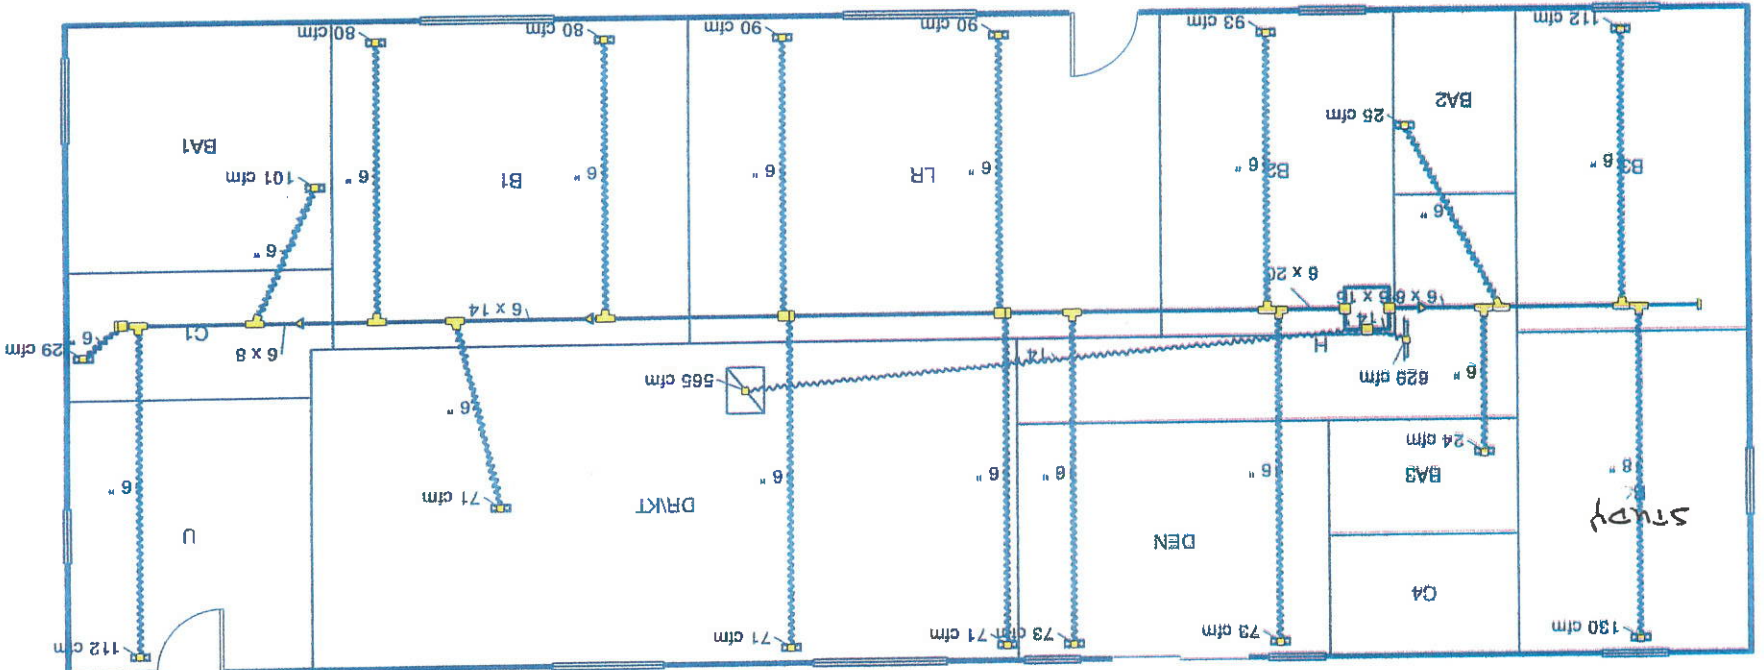 130 cfm
73 cfm
73 cfm
71 cfm
71 cfm
112 cfm
C4
STUDY
DEN
U
8 "
BA3
6 "
6 "
6 "
6 "
DR/KT
71 cfm
6 "
24 cfm
6 "
6 "
629 cfm
565 cfm
H
14
14
29 cfm
6 "
C1
6 x 8
6 x 8
6 x 16
6 x 20
6 x 14
6 "
6 "
B3
6 "
B2
6 "
6 "
LR
6 "
6 "
B1
6 "
101 cfm
BA1
25 cfm
BA2
112 cfm
93 cfm
90 cfm
90 cfm
80 cfm
80 cfm